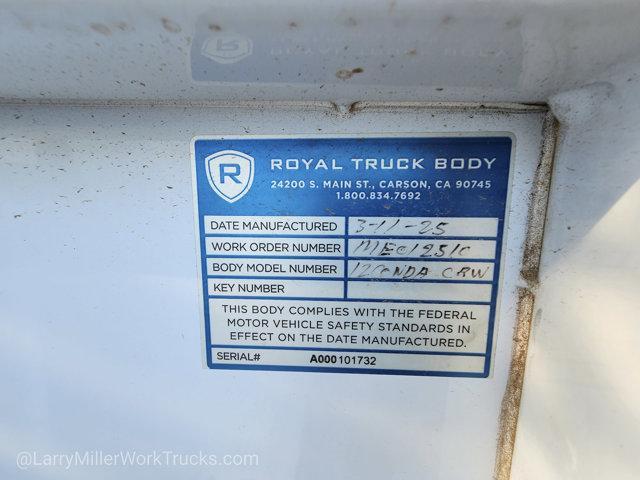 R
ROYAL TRUCK BODY
24200 S. MAIN ST., CARSON, CA 90745
1.800.834.7692
DATE MANUFACTURED 3-11-25
WORK ORDER NUMBER
BODY MODEL NUMBER
KEY NUMBER
THIS BODY COMPLIES WITH THE FEDERAL
MOTOR VEHICLE SAFETY STANDARDS IN
EFFECT ON THE DATE MANUFACTURED.
SERIAL# A000101732
@LarryMillerWorkTrucks.com